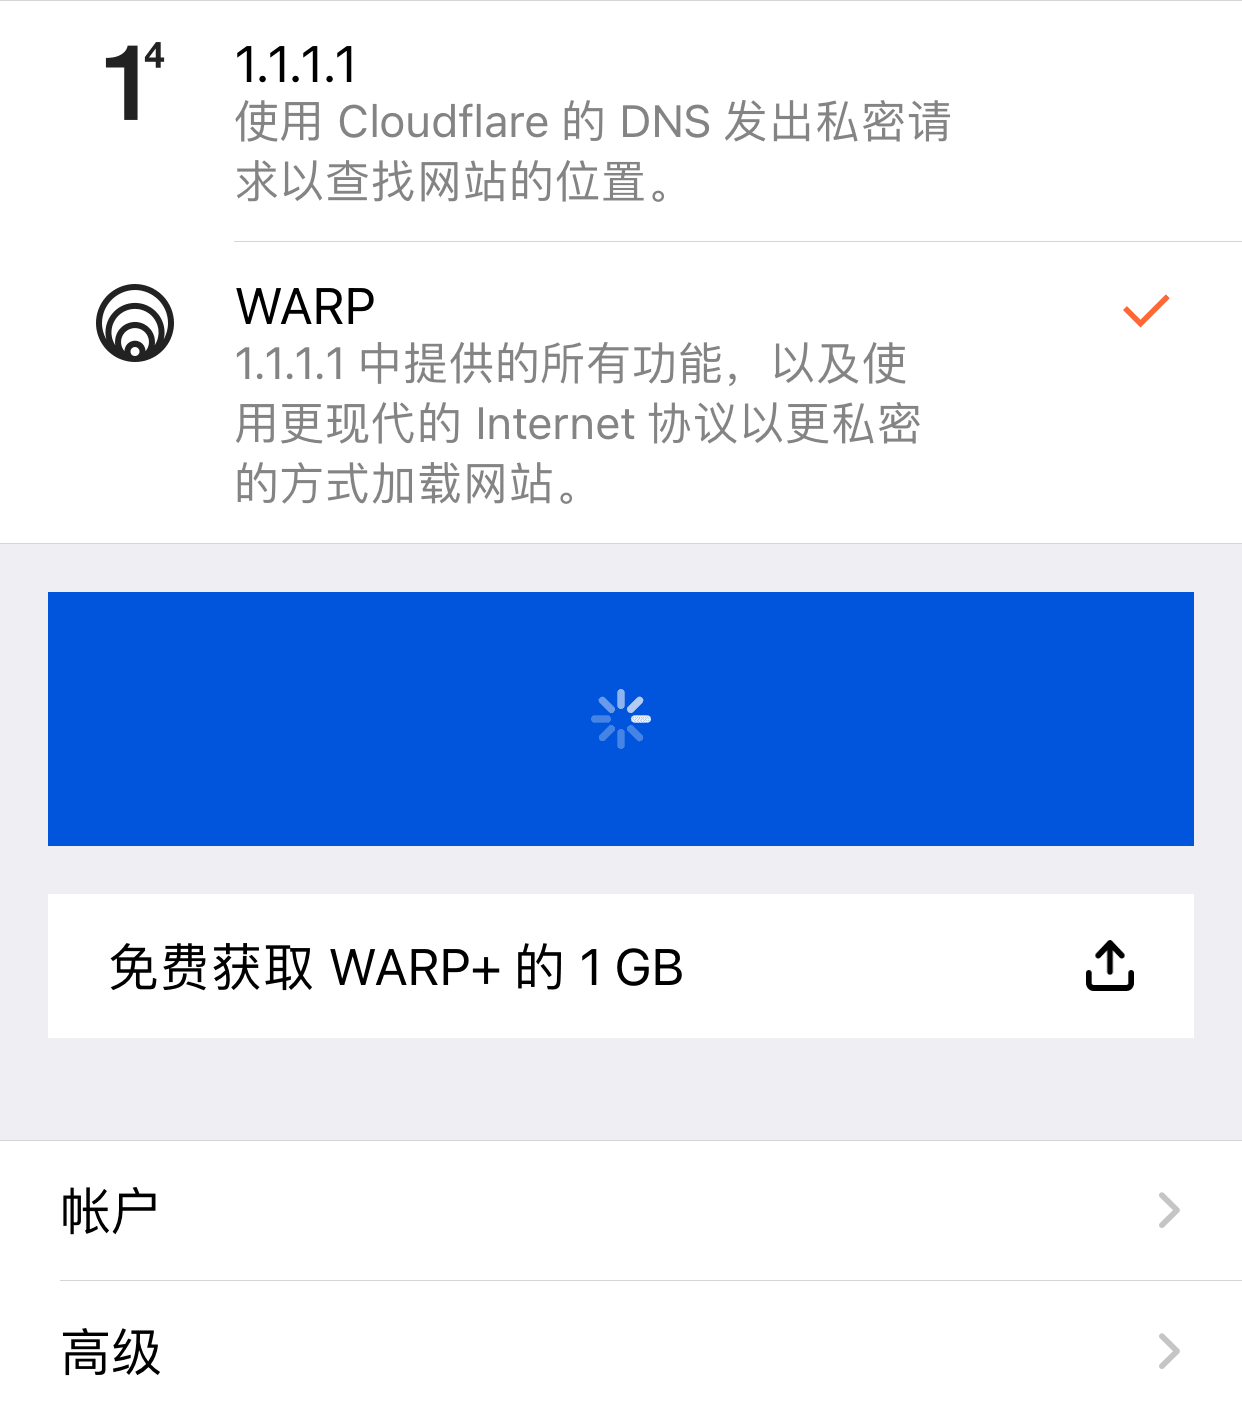 1⁴
1.1.1.1
使用 Cloudflare 的 DNS 发出私密请
求以查找网站的位置。
WARP
1.1.1.1 中提供的所有功能，以及使
用更现代的 Internet 协议以更私密
的方式加载网站。
免费获取 WARP+ 的 1 GB
帐户
高级